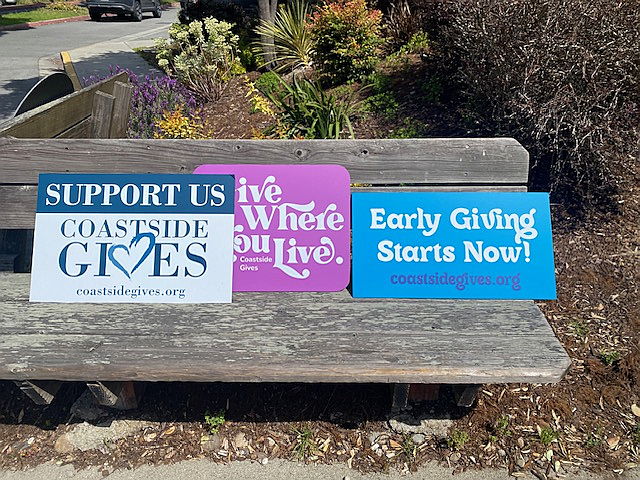 SUPPORT US
COASTSIDE
GIVES
coastsidegives.org
ive
Where
ou Live.
Coastside
Gives
Early Giving
Starts Now!
coastsidegives.org